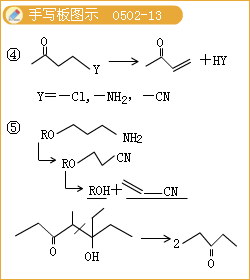 手写板图示 0502-13
④ O Y → O + HY
Y=-Cl, -NH₂, -CN
⑤ RO NH2
RO CN
ROH + CN
O OH → 2 O